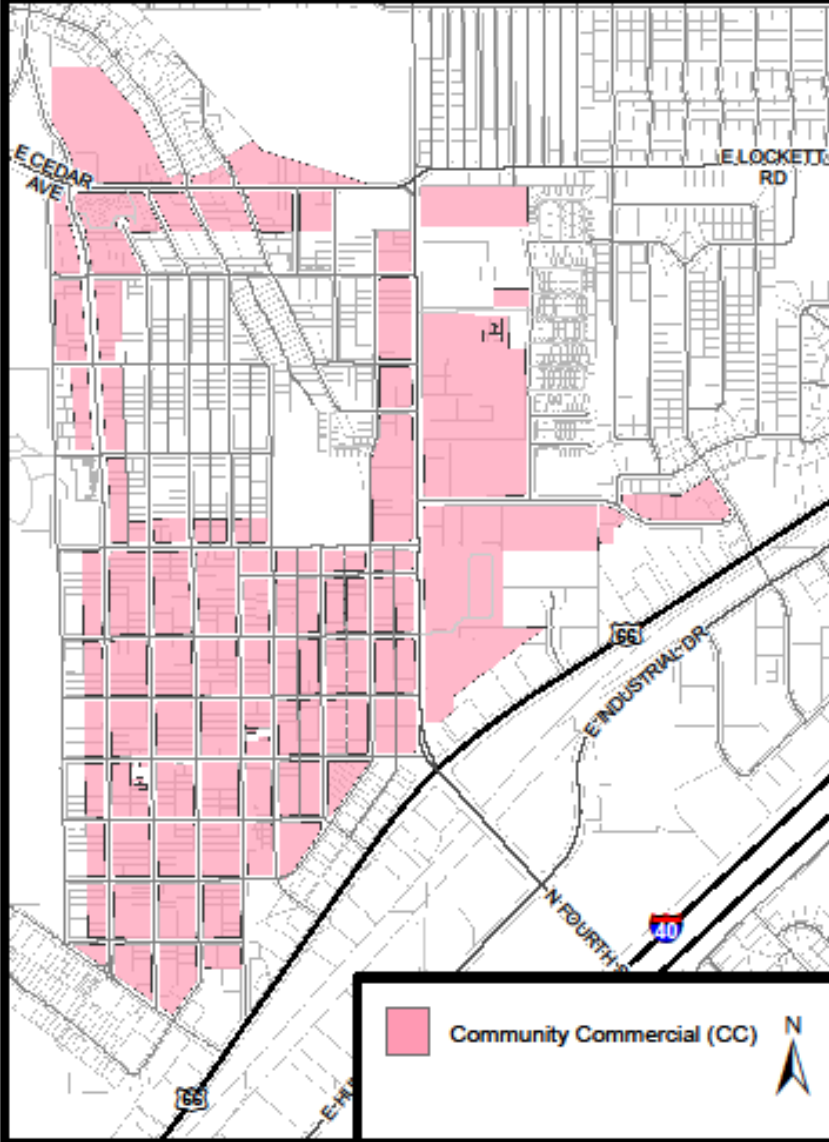 E CEDAR
AVE
E LOCKETT
RD
66
E INDUSTRIAL DR
N FOURTH
40
66
Community Commercial (CC)
N